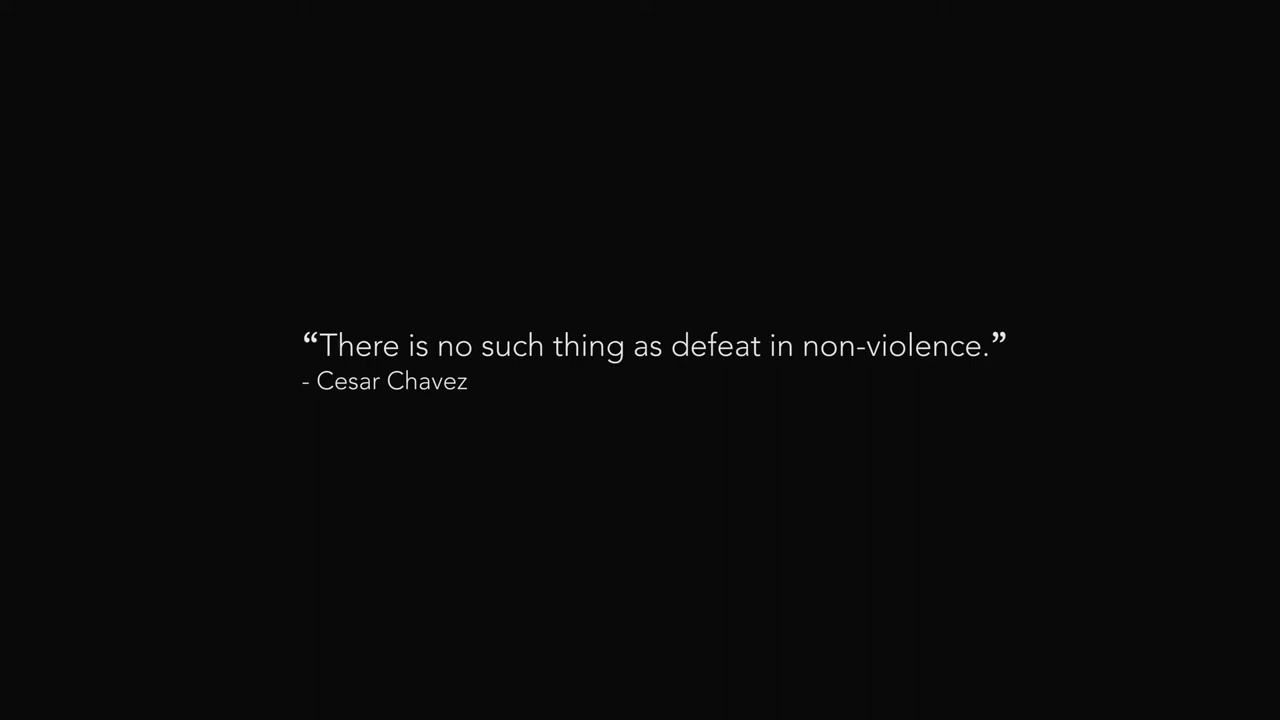 “There is no such thing as defeat in non-violence.”
- Cesar Chavez